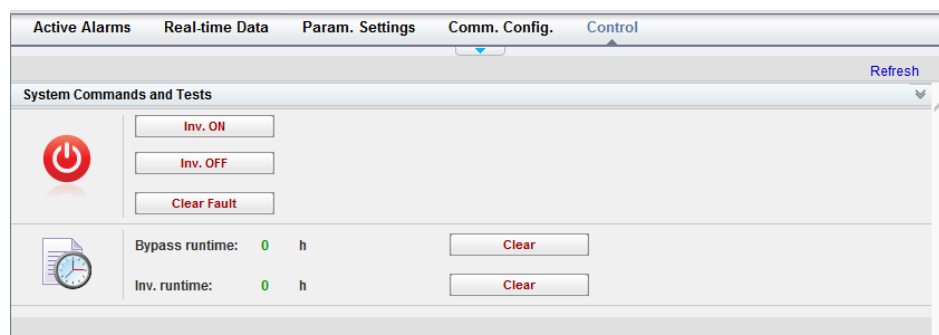 Active Alarms Real-time Data Param. Settings Comm. Config. Control
Refresh
System Commands and Tests
Inv. ON
Inv. OFF
Clear Fault
Bypass runtime: 0 h Clear
Inv. runtime: 0 h Clear